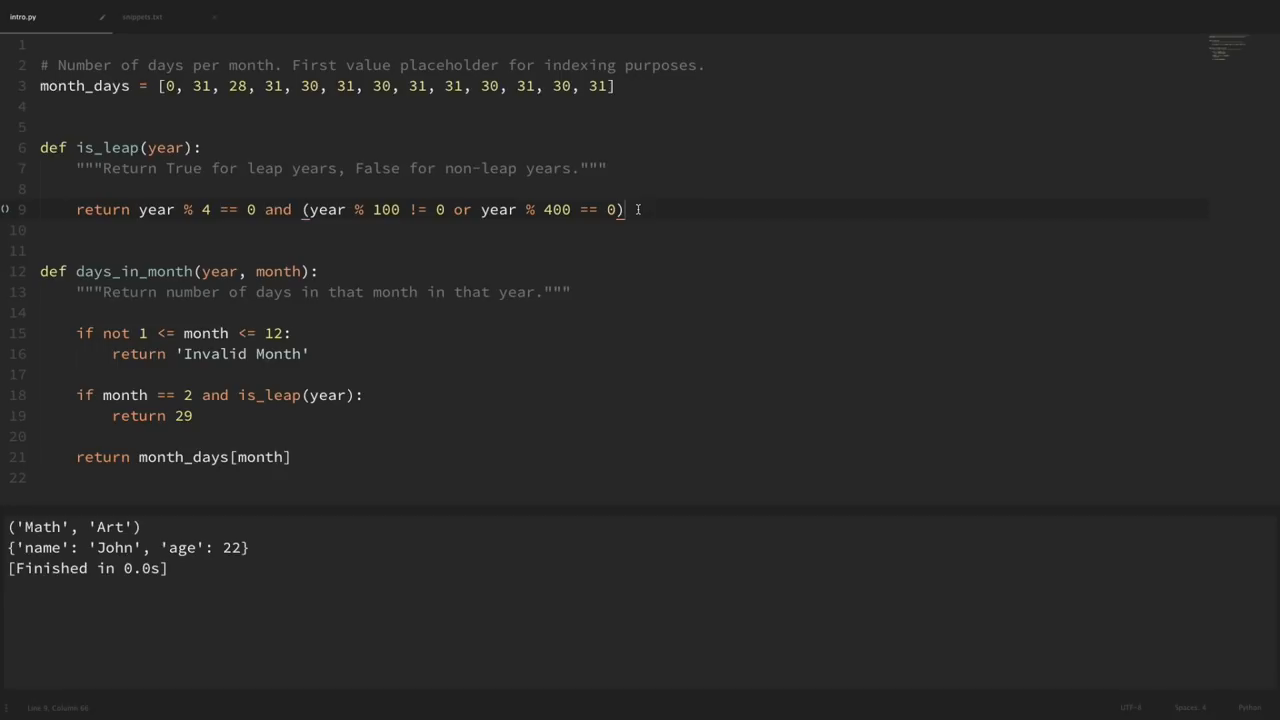 intro.py
snippets.txt
1
2 # Number of days per month. First value placeholder for indexing purposes.
3 month_days = [0, 31, 28, 31, 30, 31, 30, 31, 31, 30, 31, 30, 31]
4
5
6 def is_leap(year):
7     """Return True for leap years, False for non-leap years."""
8
9     return year % 4 == 0 and (year % 100 != 0 or year % 400 == 0)
10
11
12 def days_in_month(year, month):
13     """Return number of days in that month in that year."""
14
15     if not 1 <= month <= 12:
16         return 'Invalid Month'
17
18     if month == 2 and is_leap(year):
19         return 29
20
21     return month_days[month]
22
('Math', 'Art')
{'name': 'John', 'age': 22}
[Finished in 0.0s]
Line 9, Column 66
UTF-8
Spaces: 4
Python